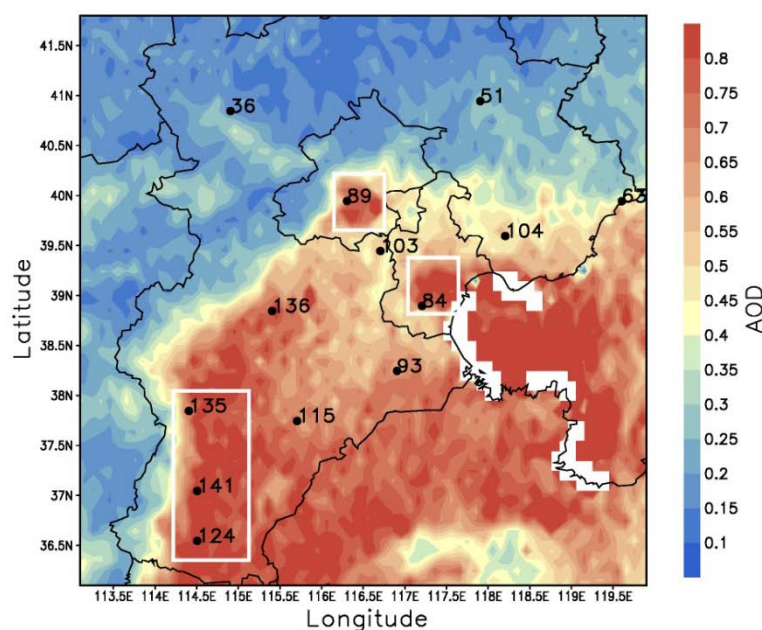 41.5N
41N
40.5N
40N
39.5N
39N
38.5N
38N
37.5N
37N
36.5N
Latitude
36
51
89
63
103
104
84
136
93
135
115
141
124
113.5E 114E 114.5E 115E 115.5E 116E 116.5E 117E 117.5E 118E 118.5E 119E 119.5E
Longitude
0.8
0.75
0.7
0.65
0.6
0.55
0.5
0.45
0.4
0.35
0.3
0.25
0.2
0.15
0.1
AOD